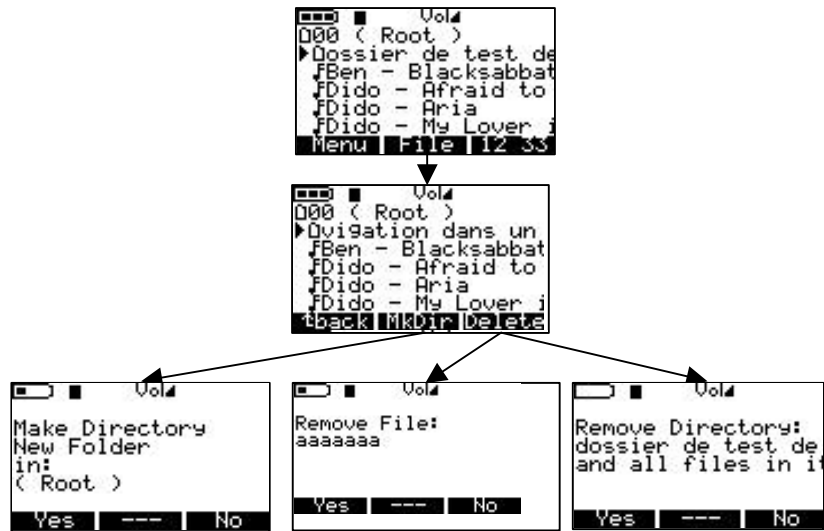 Vol
00 ( Root )
Dossier de test de
Ben - Blacksabbat
Dido - Afraid to
Dido - Aria
Dido - My Lover i
Menu File 12 33
Vol
00 ( Root )
vigation dans un
Ben - Blacksabbat
Dido - Afraid to
Dido - Aria
Dido - My Lover i
back MkDir Delete
Vol
Make Directory
New Folder
in:
( Root )
Yes --- No
Vol
Remove File:
aaaaaaa
Yes --- No
Vol
Remove Directory:
dossier de test de
and all files in it
Yes --- No